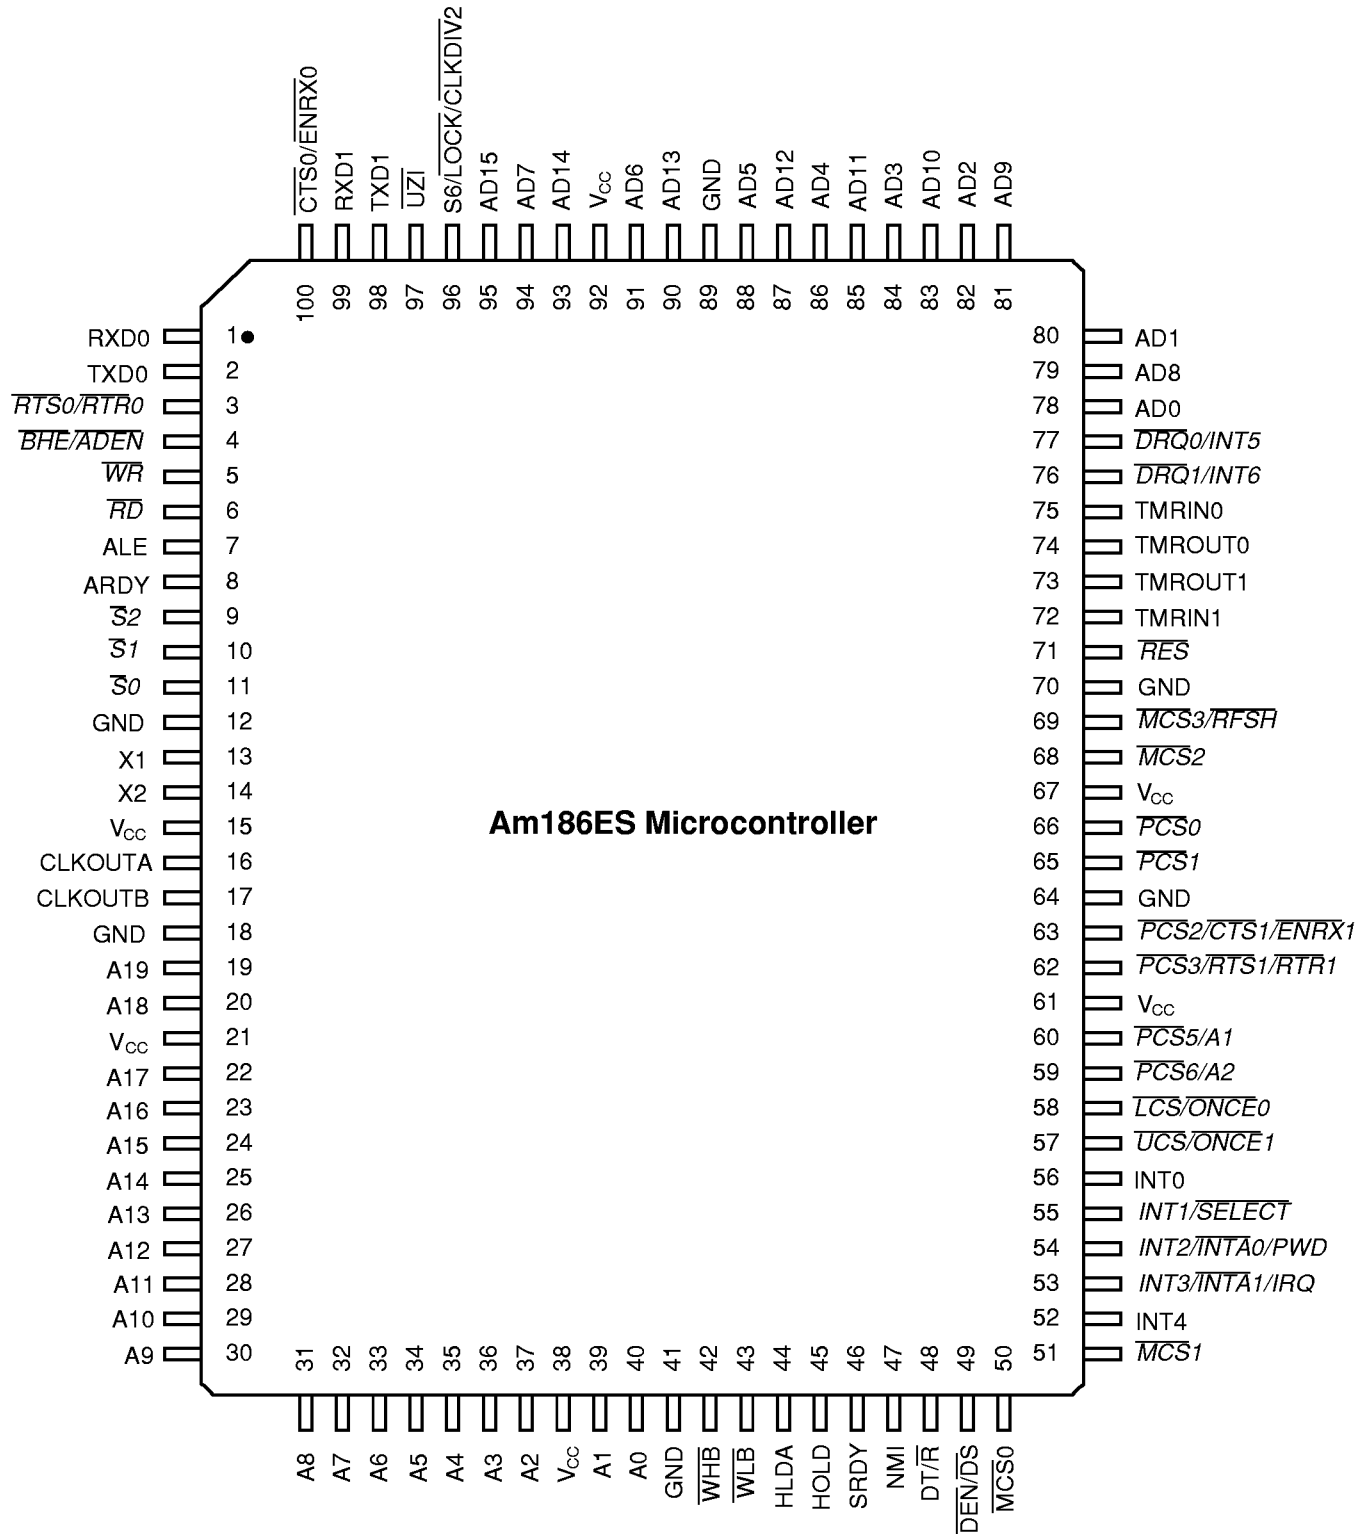 CTS0/ENRX0
RXD1
TXD1
UZI
S6/LOCK/CLKDIV2
AD15
AD7
AD14
VCC
AD6
AD13
GND
AD5
AD12
AD4
AD11
AD3
AD10
AD2
AD9
100 99 98 97 96 95 94 93 92 91 90 89 88 87 86 85 84 83 82 81
RXD0 1 80 AD1
TXD0 2 79 AD8
RTS0/RTR0 3 78 AD0
BHE/ADEN 4 77 DRQ0/INT5
WR 5 76 DRQ1/INT6
RD 6 75 TMRIN0
ALE 7 74 TMROUT0
ARDY 8 73 TMROUT1
S2 9 72 TMRIN1
S1 10 71 RES
S0 11 70 GND
GND 12 69 MCS3/RFSH
X1 13 68 MCS2
X2 14 67 VCC
VCC 15 66 PCS0
Am186ES Microcontroller
CLKOUTA 16 65 PCS1
CLKOUTB 17 64 GND
GND 18 63 PCS2/CTS1/ENRX1
A19 19 62 PCS3/RTS1/RTR1
A18 20 61 VCC
VCC 21 60 PCS5/A1
A17 22 59 PCS6/A2
A16 23 58 LCS/ONCE0
A15 24 57 UCS/ONCE1
A14 25 56 INT0
A13 26 55 INT1/SELECT
A12 27 54 INT2/INTA0/PWD
A11 28 53 INT3/INTA1/IRQ
A10 29 52 INT4
A9 30 51 MCS1
31 32 33 34 35 36 37 38 39 40 41 42 43 44 45 46 47 48 49 50
A8
A7
A6
A5
A4
A3
A2
VCC
A1
A0
GND
WHB
WLB
HLDA
HOLD
SRDY
NMI
DT/R
DEN/DS
MCS0